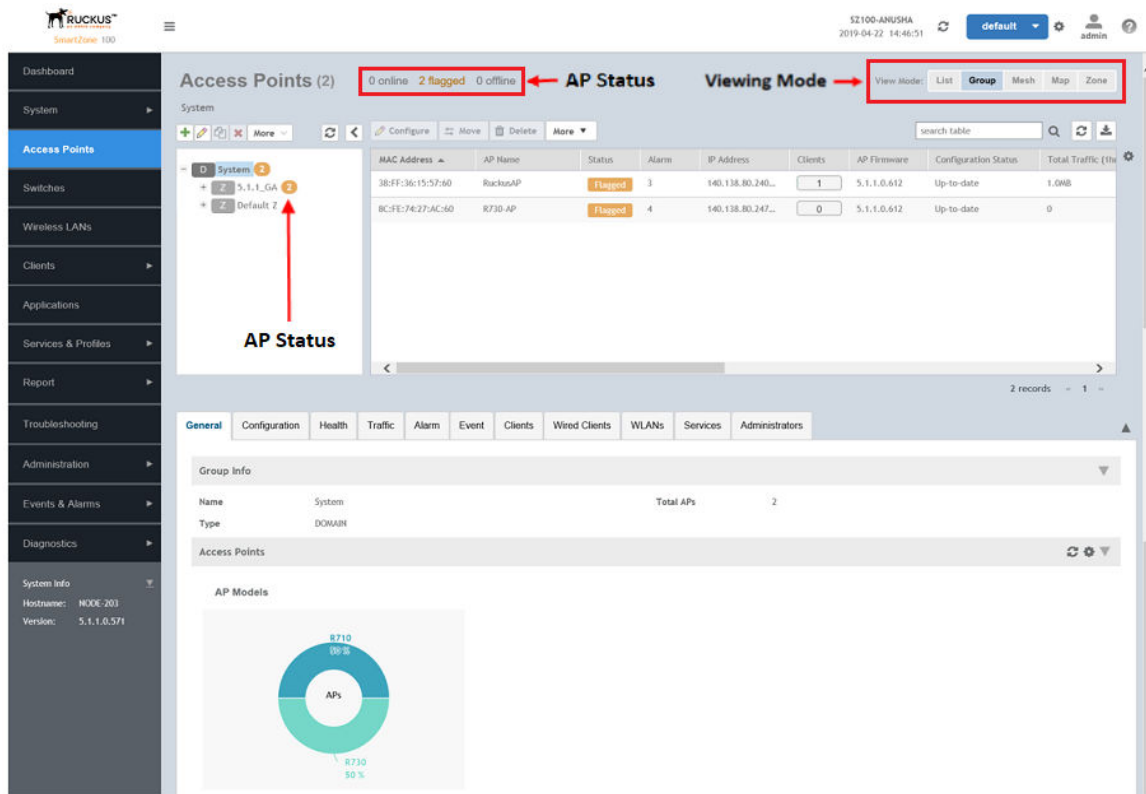 RUCKUS™
SmartZone 100
SZ100-ANUSHA
2019-04-22 14:46:51
default
admin
Dashboard
System
Access Points
Switches
Wireless LANs
Clients
Applications
Services & Profiles
Report
Troubleshooting
Administration
Events & Alarms
Diagnostics
System Info
Hostname: NODE-203
Version: 5.1.1.0.571
Access Points (2)
0 online 2 flagged 0 offline
AP Status
Viewing Mode
View Mode: List Group Mesh Map Zone
System
More
Configure Move Delete More
search table
D System 2
Z 5.1.1_GA 2
Z Default Z
AP Status
MAC Address AP Name Status Alarm IP Address Clients AP Firmware Configuration Status Total Traffic (the
38:FF:36:15:57:60 RuckusAP Flagged 3 140.138.80.240... 1 5.1.1.0.612 Up-to-date 1.0MB
8C:FE:74:27:AC:60 R730-AP Flagged 4 140.138.80.247... 0 5.1.1.0.612 Up-to-date 0
2 records 1
General Configuration Health Traffic Alarm Event Clients Wired Clients WLANs Services Administrators
Group Info
Name System Total APs 2
Type DOMAIN
Access Points
AP Models
R710
APs
R730
50 %